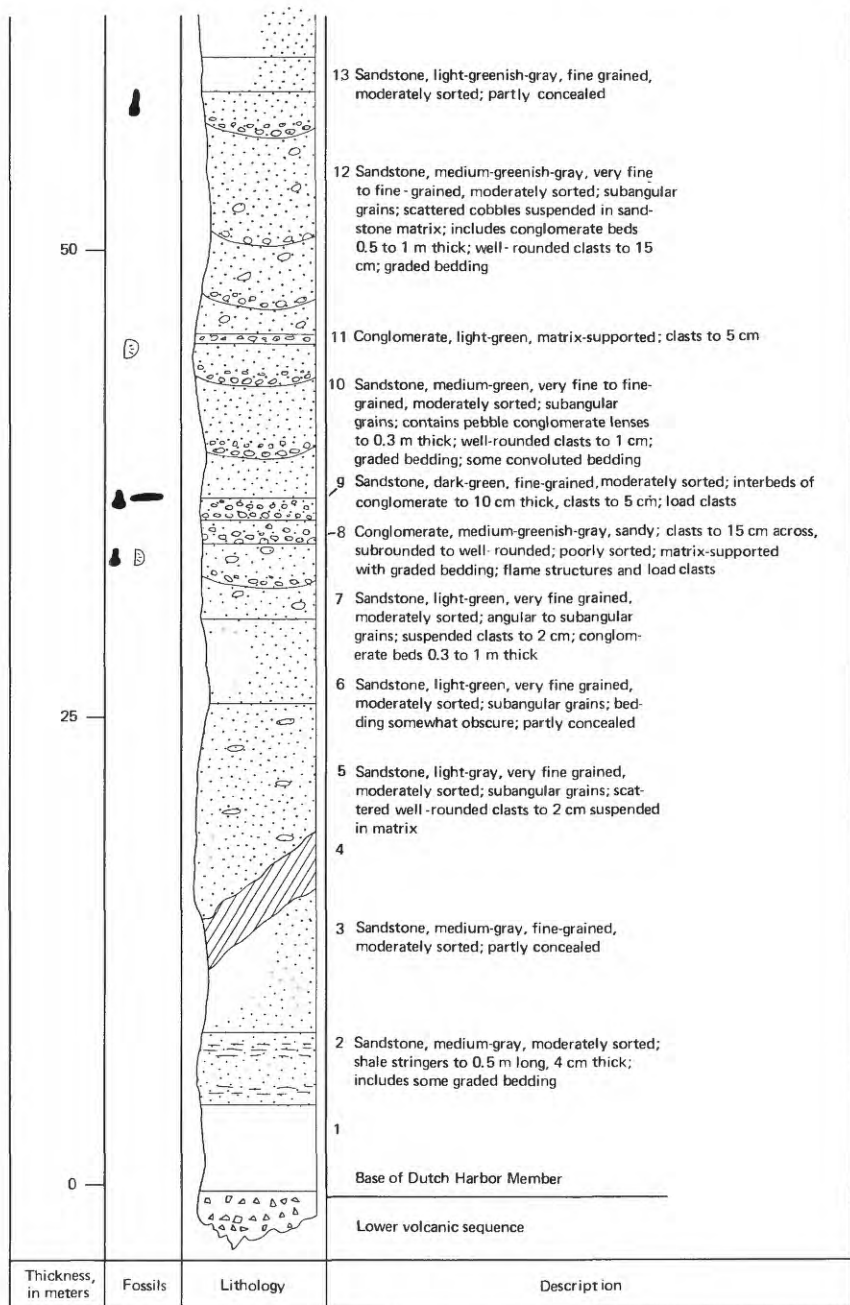 13 Sandstone, light-greenish-gray, fine grained,
moderately sorted; partly concealed
12 Sandstone, medium-greenish-gray, very fine
to fine-grained, moderately sorted; subangular
grains; scattered cobbles suspended in sand-
stone matrix; includes conglomerate beds
0.5 to 1 m thick; well-rounded clasts to 15
cm; graded bedding
50
11 Conglomerate, light-green, matrix-supported; clasts to 5 cm
10 Sandstone, medium-green, very fine to fine-
grained, moderately sorted; subangular
grains; contains pebble conglomerate lenses
to 0.3 m thick; well-rounded clasts to 1 cm;
graded bedding; some convoluted bedding
9 Sandstone, dark-green, fine-grained, moderately sorted; interbeds of
conglomerate to 10 cm thick, clasts to 5 cm; load clasts
8 Conglomerate, medium-greenish-gray, sandy; clasts to 15 cm across,
subrounded to well-rounded; poorly sorted; matrix-supported
with graded bedding; flame structures and load clasts
7 Sandstone, light-green, very fine grained,
moderately sorted; angular to subangular
grains; suspended clasts to 2 cm; conglom-
erate beds 0.3 to 1 m thick
6 Sandstone, light-green, very fine grained,
moderately sorted; subangular grains; bed-
ding somewhat obscure; partly concealed
25
5 Sandstone, light-gray, very fine grained,
moderately sorted; subangular grains; scat-
tered well-rounded clasts to 2 cm suspended
in matrix
4
3 Sandstone, medium-gray, fine-grained,
moderately sorted; partly concealed
2 Sandstone, medium-gray, moderately sorted;
shale stringers to 0.5 m long, 4 cm thick;
includes some graded bedding
1
Base of Dutch Harbor Member
0
Lower volcanic sequence
Thickness,
in meters
Fossils
Lithology
Description